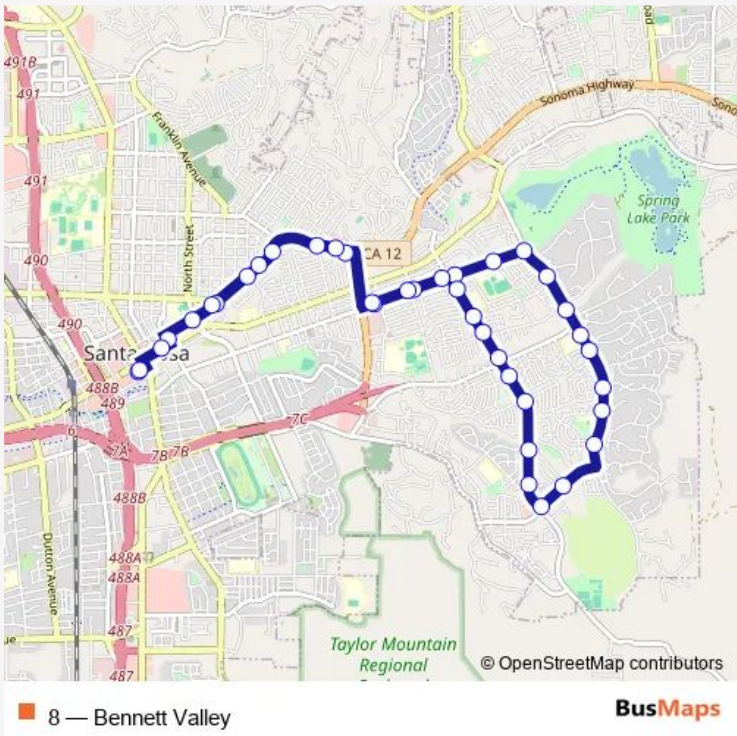 491B
491
Sonoma Highway
Sono
Franklin Avenue
491
Spring
Lake Park
North Street
490
CA 12
490
Santa osa
488B
489
7C
6
7A
7B 7B
488B
Dutton Avenue
488A
488A
487
Taylor Mountain
Regional
487
© OpenStreetMap contributors
8 — Bennett Valley
BusMaps